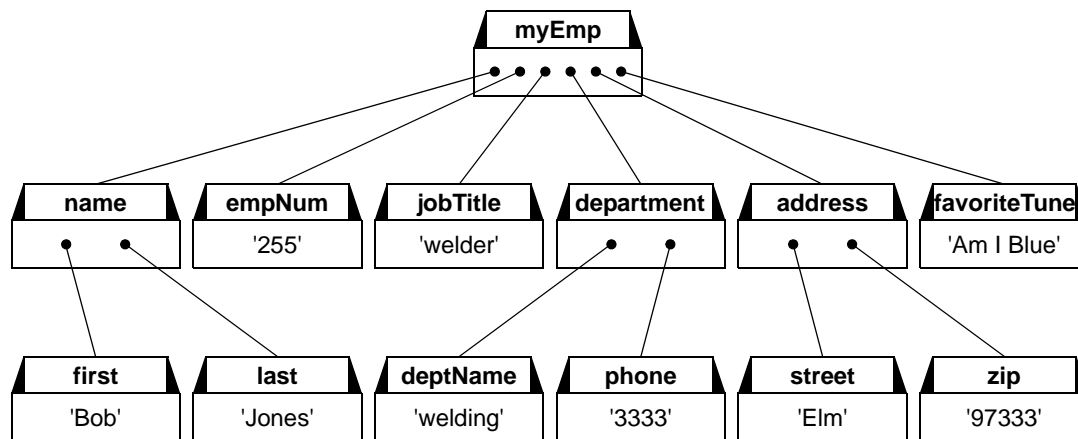 myEmp
name empNum jobTitle department address favoriteTune
'255' 'welder' 'Am I Blue'
first last deptName phone street zip
'Bob' 'Jones' 'welding' '3333' 'Elm' '97333'